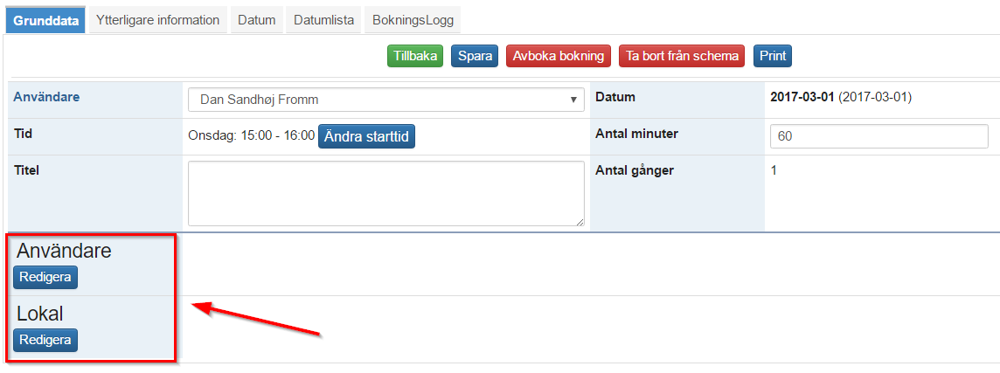 Grunddata Ytterligare information Datum Datumlista BokningsLogg
Tillbaka Spara Avboka bokning Ta bort från schema Print
Användare Dan Sandhøj Fromm Datum 2017-03-01 (2017-03-01)
Tid Onsdag: 15:00 - 16:00 Ändra starttid Antal minuter 60
Titel Antal gånger 1
Användare
Redigera
Lokal
Redigera